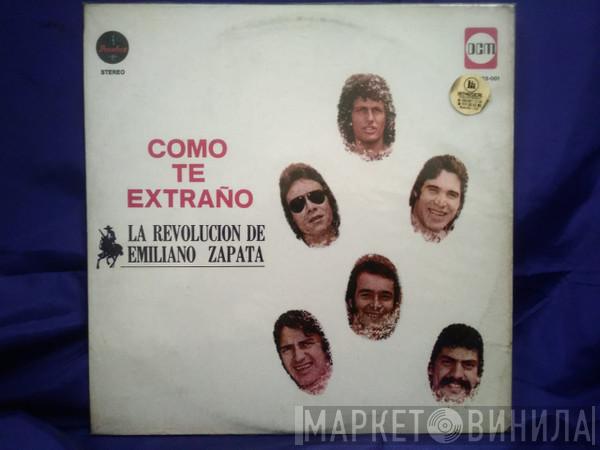 STEREO
DCM
COMO
TE
EXTRAÑO
LA REVOLUCION DE
EMILIANO ZAPATA
МАРКЕТ ВИНИЛА